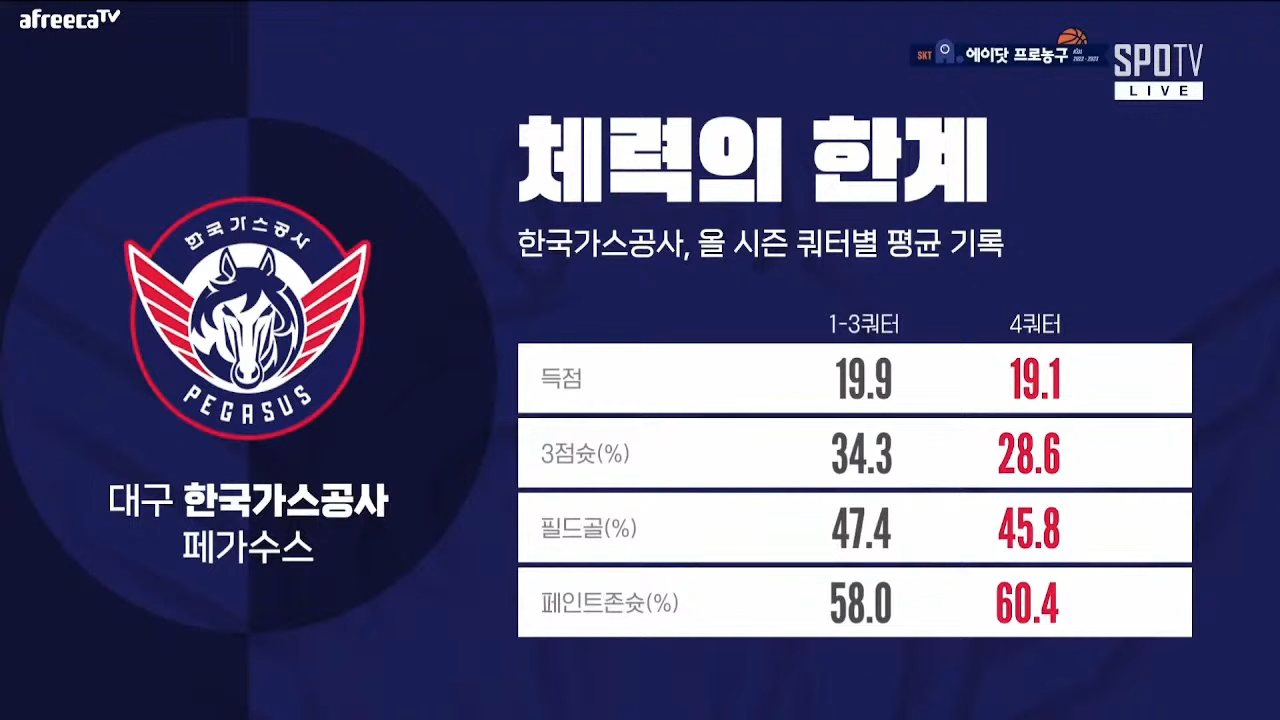 afreecaTV
SKT A. 에이닷 프로농구 2022-2023
SPOTV
LIVE
체력의 한계
한국가스공사, 올 시즌 쿼터별 평균 기록
한국가스공사
PEGASUS
대구 한국가스공사
페가수스
1-3쿼터 4쿼터
득점 19.9 19.1
3점슛(%) 34.3 28.6
필드골(%) 47.4 45.8
페인트존슛(%) 58.0 60.4